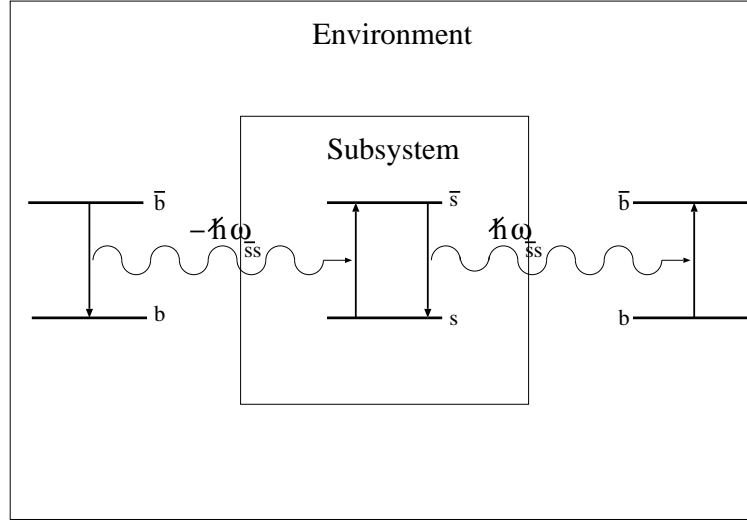 Environment
Subsystem
b̅ s̅ b̅
−ℏω s̅s ℏω s̅s
b s b